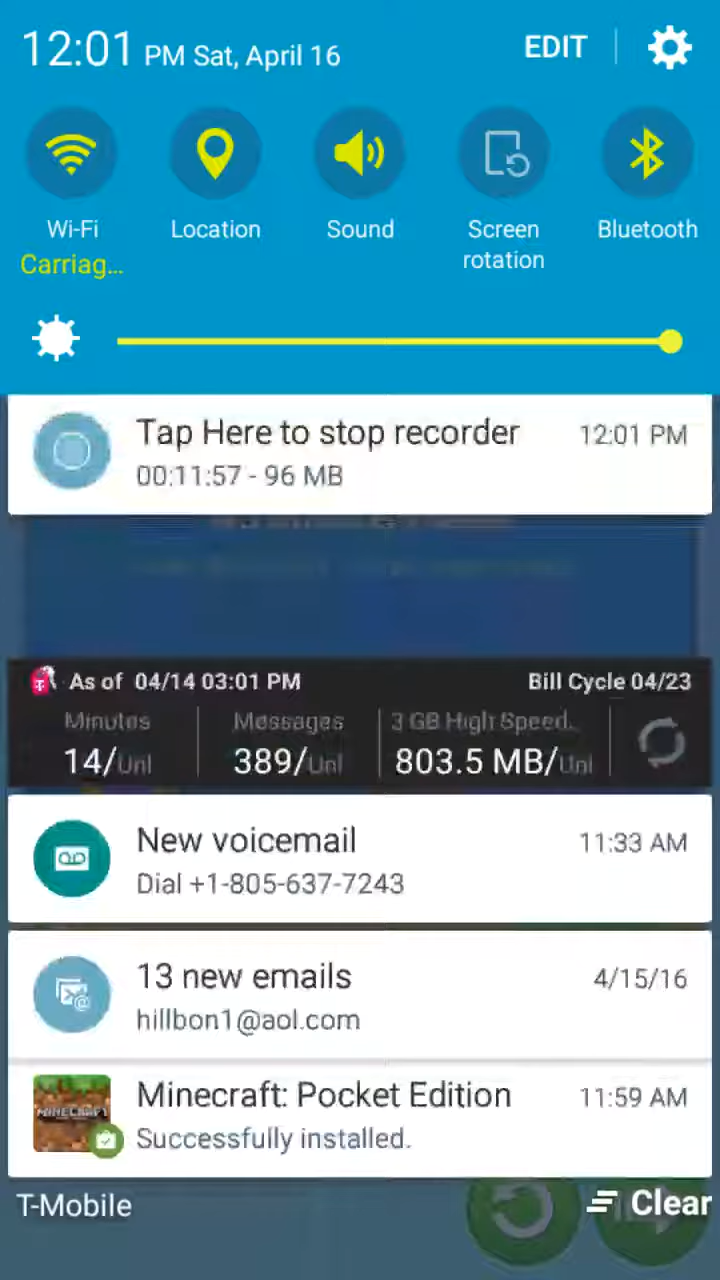 12:01 PM Sat, April 16 EDIT
Wi-Fi Location Sound Screen rotation Bluetooth
Carriag...
Tap Here to stop recorder 12:01 PM
00:11:57 - 96 MB
As of 04/14 03:01 PM Bill Cycle 04/23
Minutes Messages 3 GB High Speed..
14/Unl 389/Unl 803.5 MB/Unl
New voicemail 11:33 AM
Dial +1-805-637-7243
13 new emails 4/15/16
hillbon1@aol.com
MINECRAFT
Minecraft: Pocket Edition 11:59 AM
Successfully installed.
T-Mobile Clear